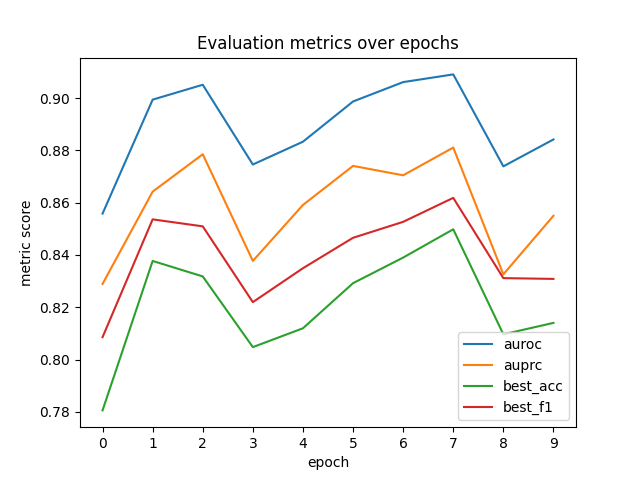 Evaluation metrics over epochs
metric score
0.90
0.88
0.86
0.84
0.82
0.80
0.78
auroc
auprc
best_acc
best_f1
0 1 2 3 4 5 6 7 8 9
epoch